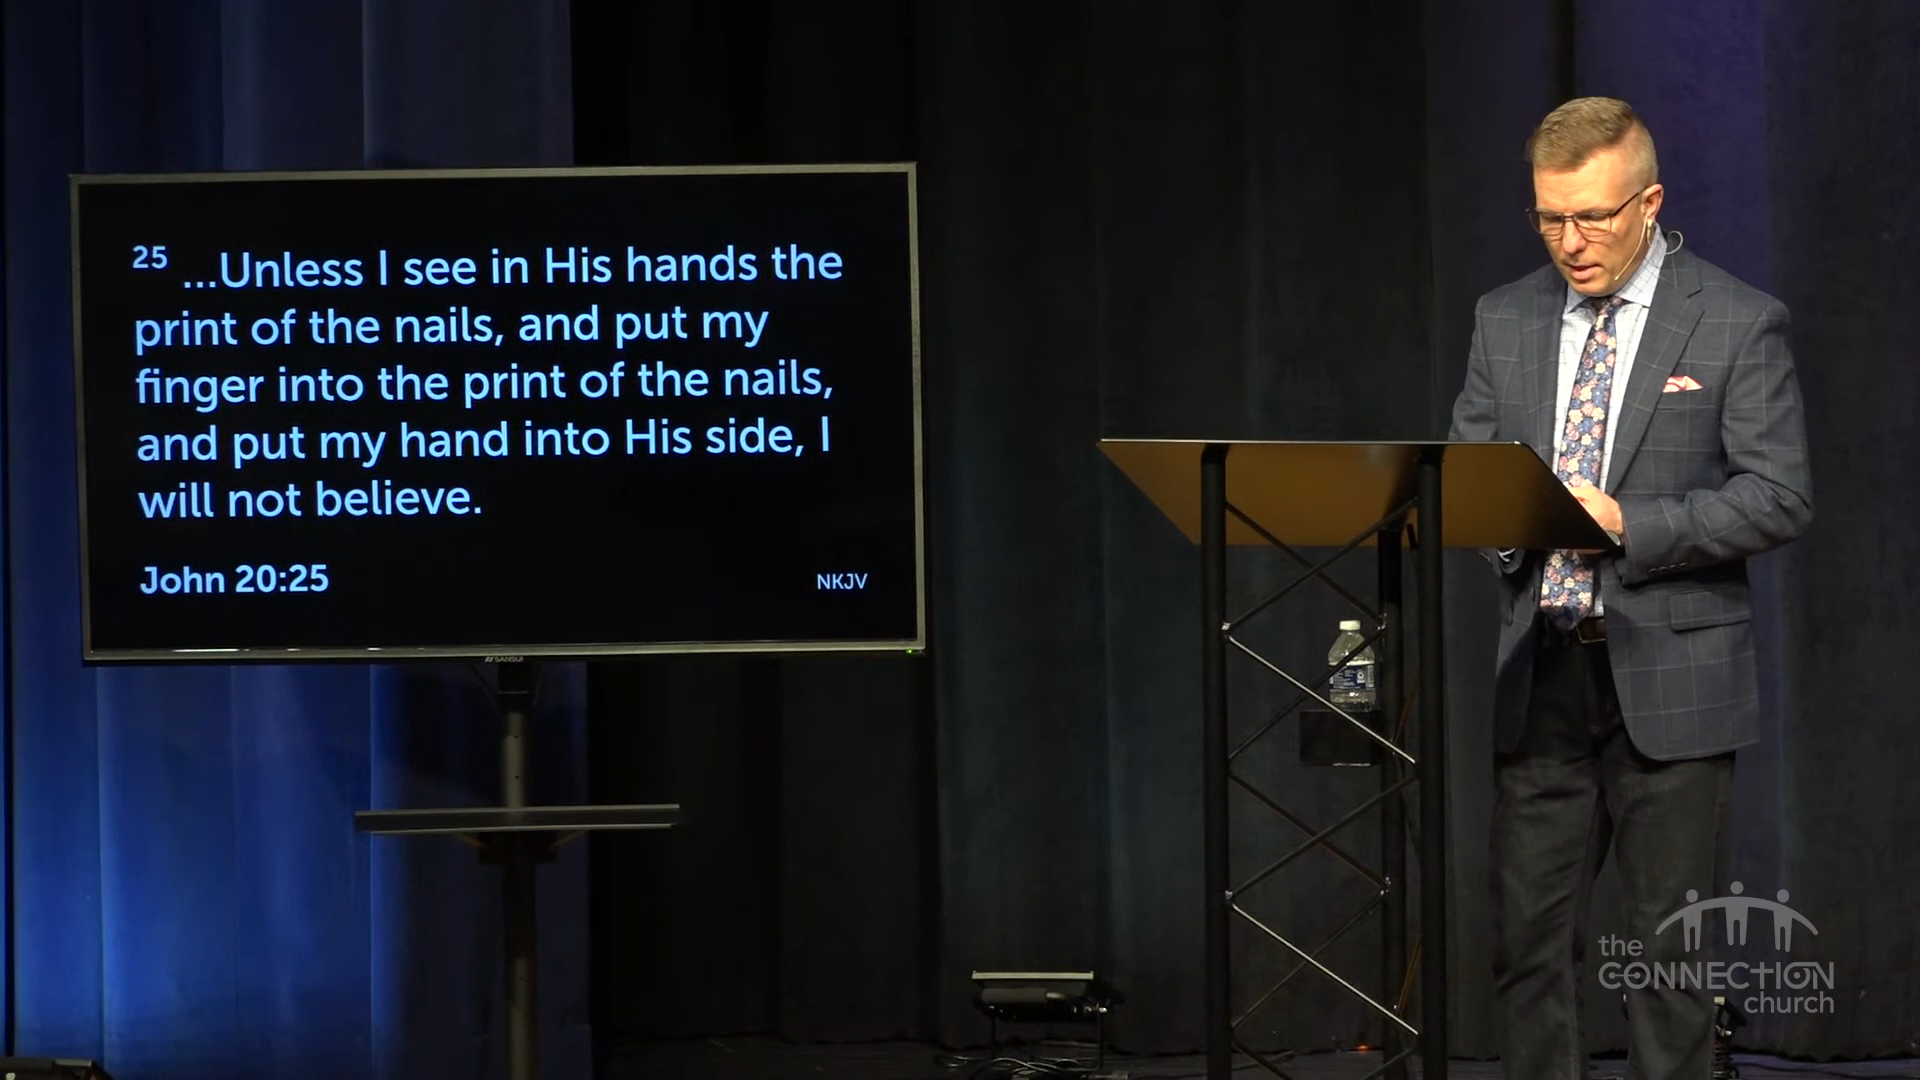 25 ...Unless I see in His hands the
print of the nails, and put my
finger into the print of the nails,
and put my hand into His side, I
will not believe.
John 20:25
NKJV
SANSUI
the
CONNECTION
church